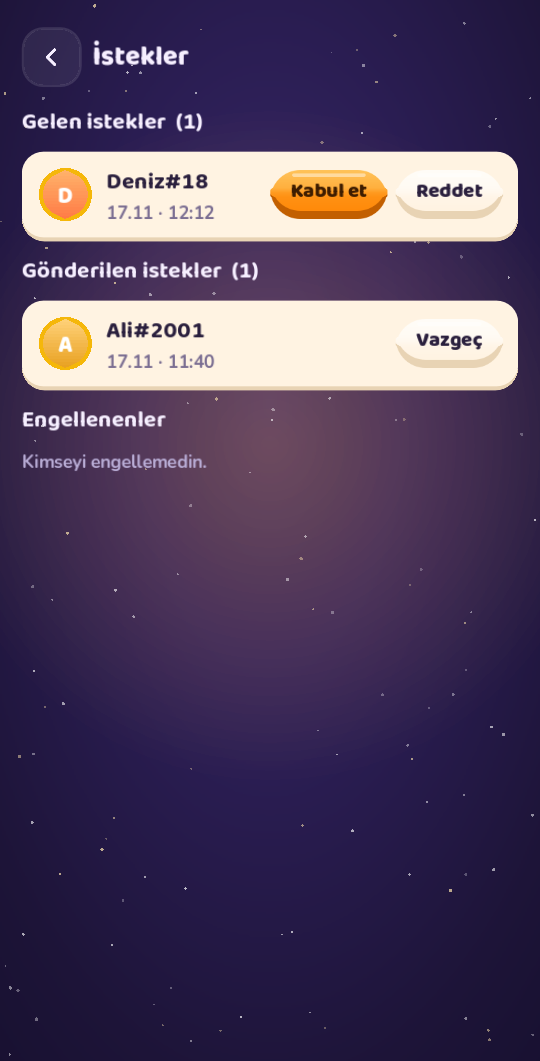 İstekler
Gelen istekler (1)
D
Deniz#18
17.11 · 12:12
Kabul et
Reddet
Gönderilen istekler (1)
A
Ali#2001
17.11 · 11:40
Vazgeç
Engellenenler
Kimseyi engellemedin.